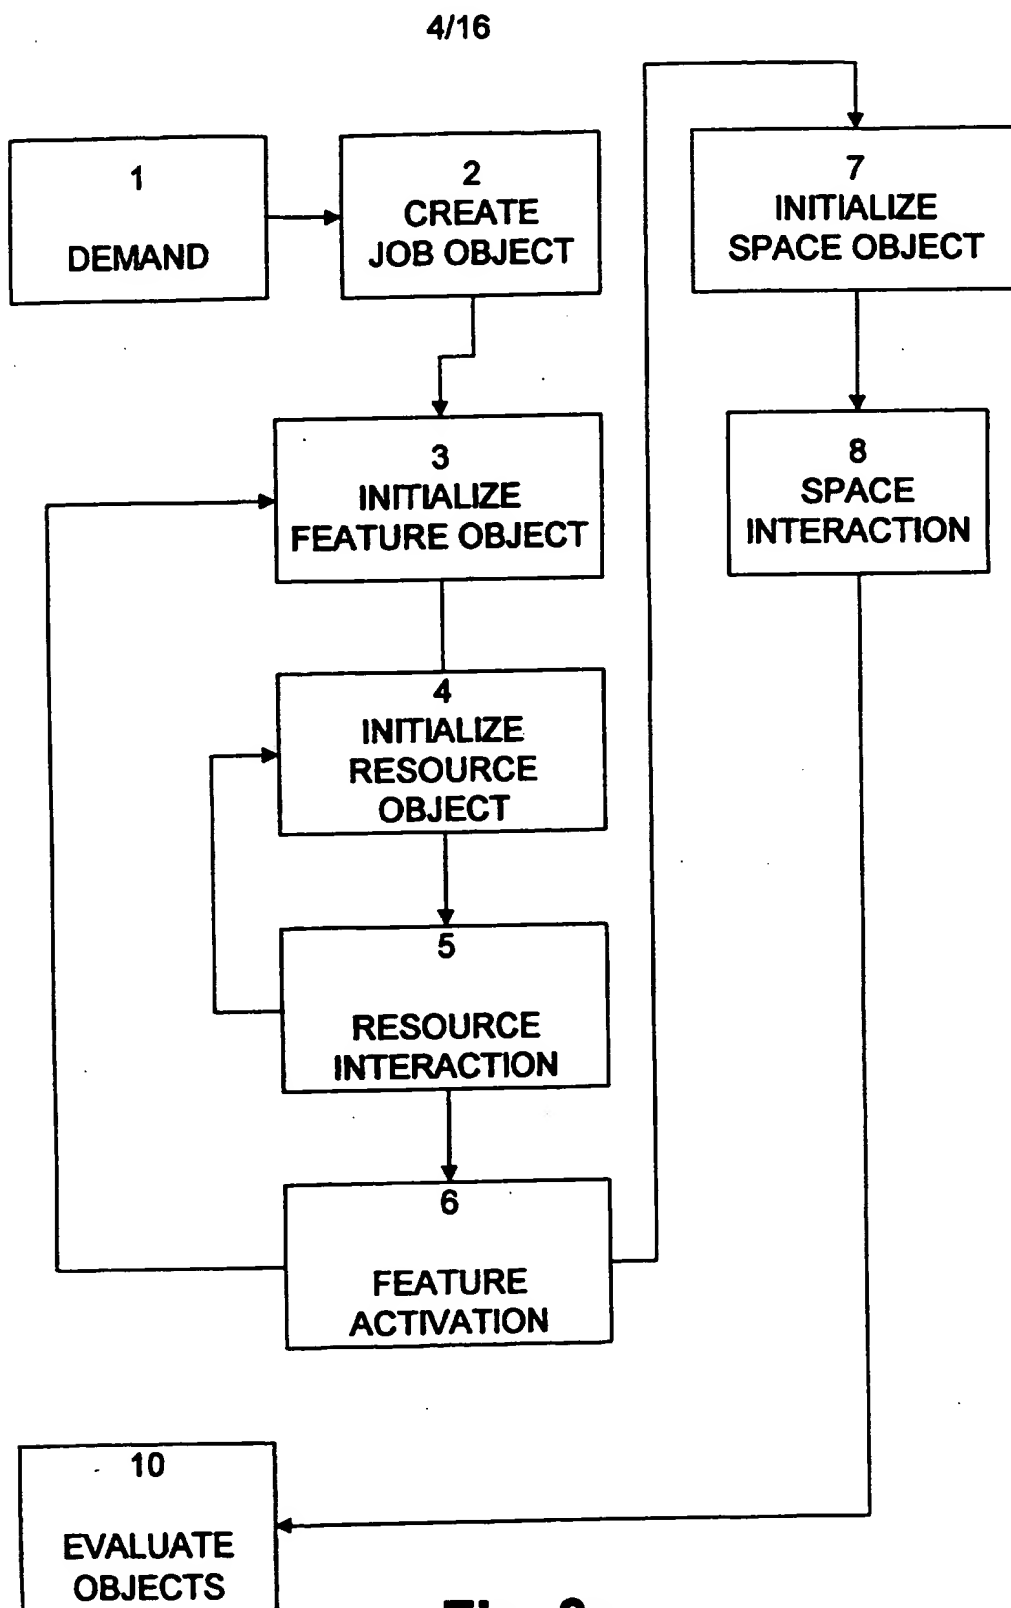 4/16
1
DEMAND
2
CREATE
JOB OBJECT
3
INITIALIZE
FEATURE OBJECT
4
INITIALIZE
RESOURCE
OBJECT
5
RESOURCE
INTERACTION
6
FEATURE
ACTIVATION
7
INITIALIZE
SPACE OBJECT
8
SPACE
INTERACTION
10
EVALUATE
OBJECTS